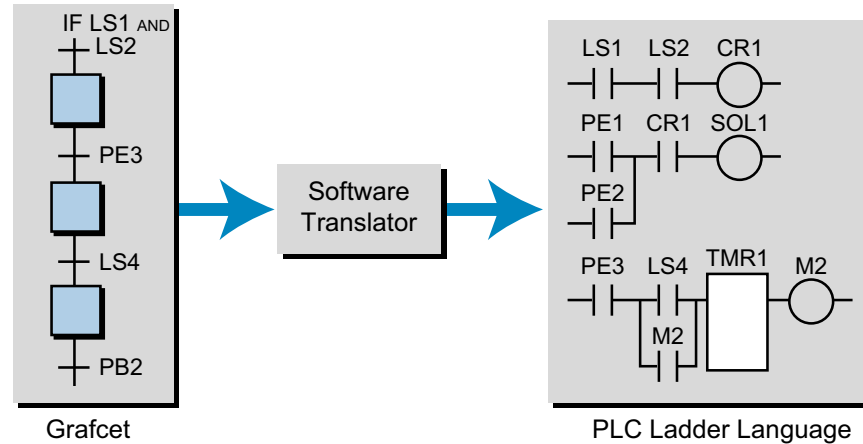 IF LS1 AND
LS2
PE3
LS4
PB2
Grafcet
Software
Translator
LS1 LS2 CR1
PE1 CR1 SOL1
PE2
PE3 LS4 TMR1 M2
M2
PLC Ladder Language